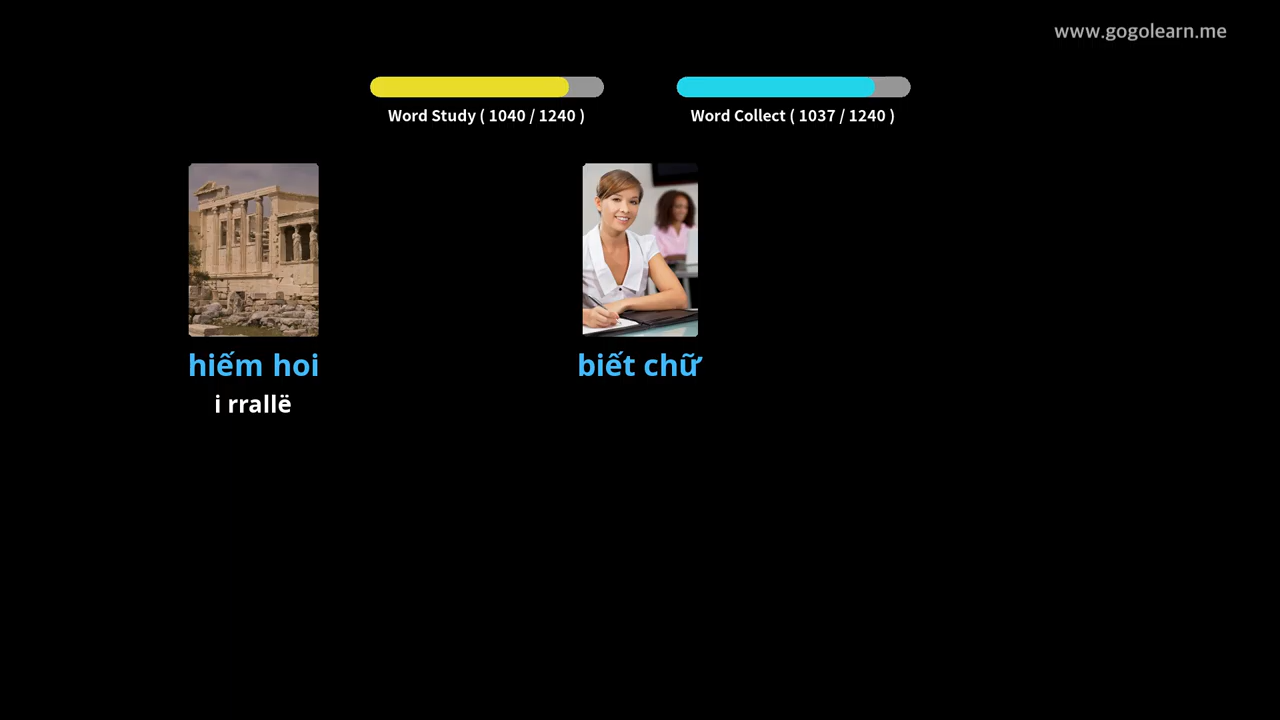 www.gogolearn.me
Word Study ( 1040 / 1240 )
Word Collect ( 1037 / 1240 )
hiếm hoi
i rrallë
biết chữ